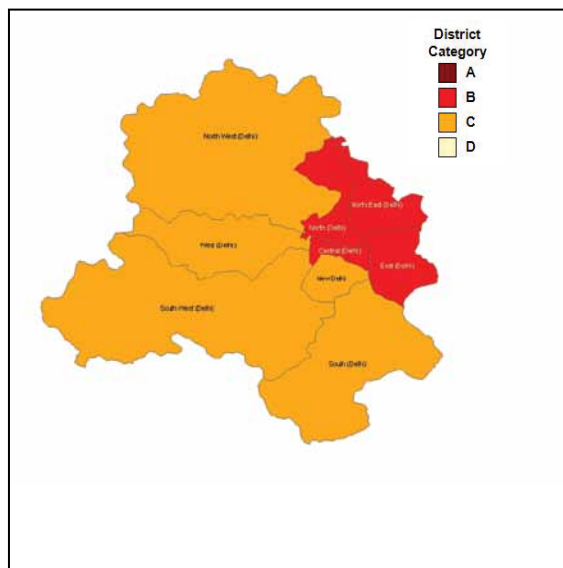 District
Category
A
B
C
D
North West (Delhi)
North East (Delhi)
North (Delhi)
West (Delhi)
Central (Delhi)
East (Delhi)
New Delhi
South West (Delhi)
South (Delhi)